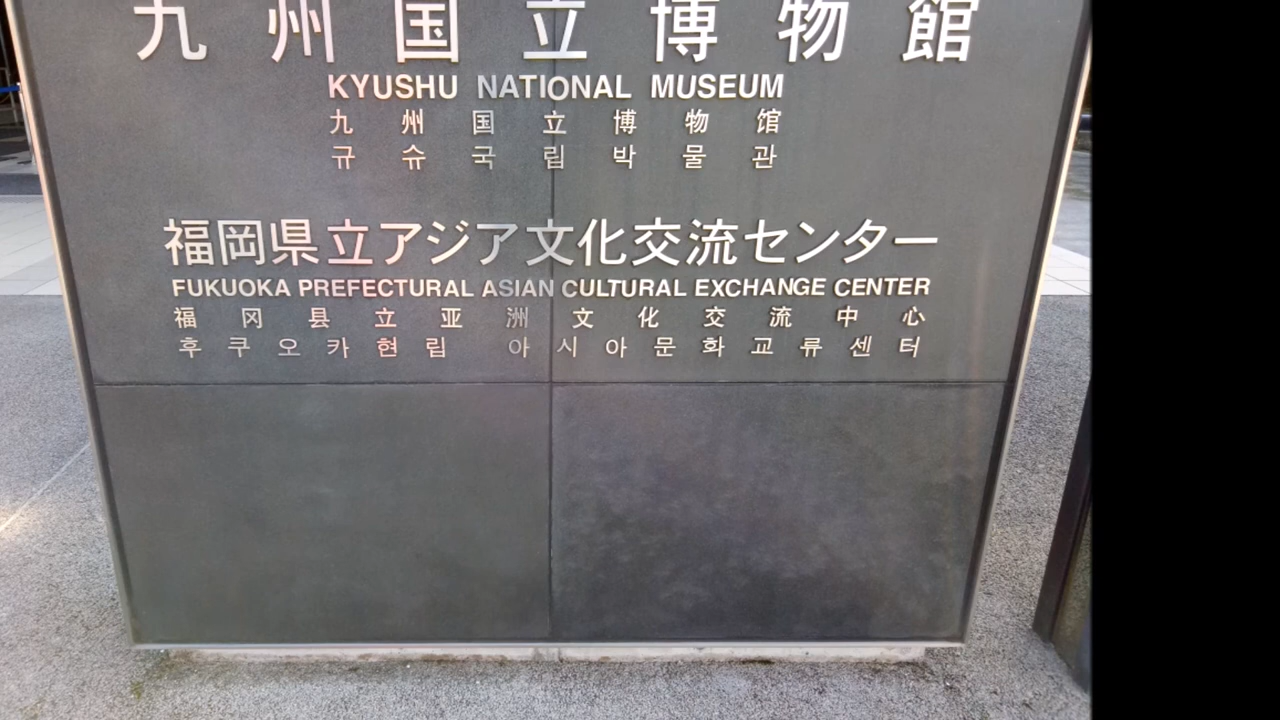 九州国立博物館
KYUSHU NATIONAL MUSEUM
九州国立博物馆
규슈국립박물관
福岡県立アジア文化交流センター
FUKUOKA PREFECTURAL ASIAN CULTURAL EXCHANGE CENTER
福冈县立亚洲文化交流中心
후쿠오카현립 아시아문화교류센터